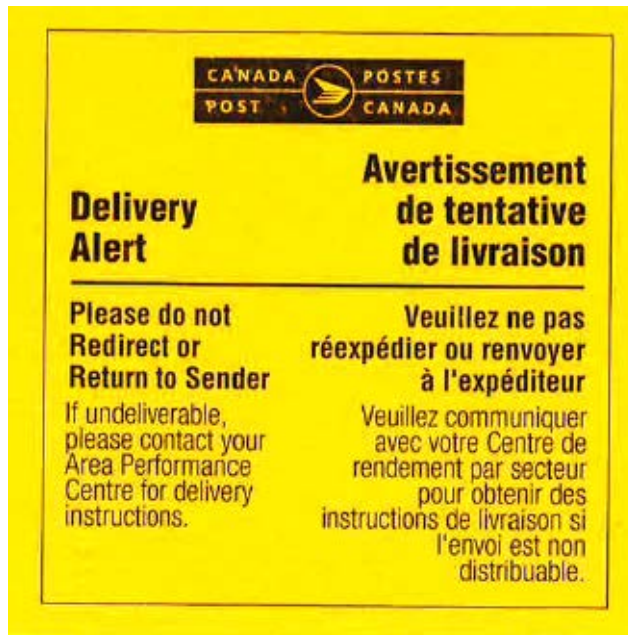 CANADA POSTES
POST CANADA
Delivery
Alert
Avertissement
de tentative
de livraison
Please do not
Redirect or
Return to Sender
Veuillez ne pas
réexpédier ou renvoyer
à l'expéditeur
If undeliverable,
please contact your
Area Performance
Centre for delivery
instructions.
Veuillez communiquer
avec votre Centre de
rendement par secteur
pour obtenir des
instructions de livraison si
l'envoi est non
distribuable.